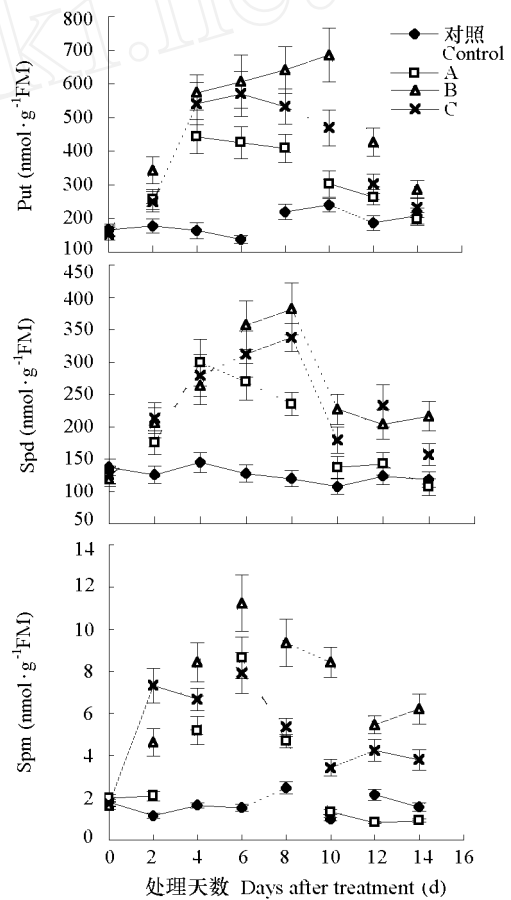 对照
Control
A
B
C
800
700
600
500
400
300
200
100
Put (nmol·g⁻¹FM)
450
400
350
300
250
200
150
100
50
Spd (nmol·g⁻¹FM)
14
12
10
8
6
4
2
0
Spm (nmol·g⁻¹FM)
0 2 4 6 8 10 12 14 16
处理天数 Days after treatment (d)